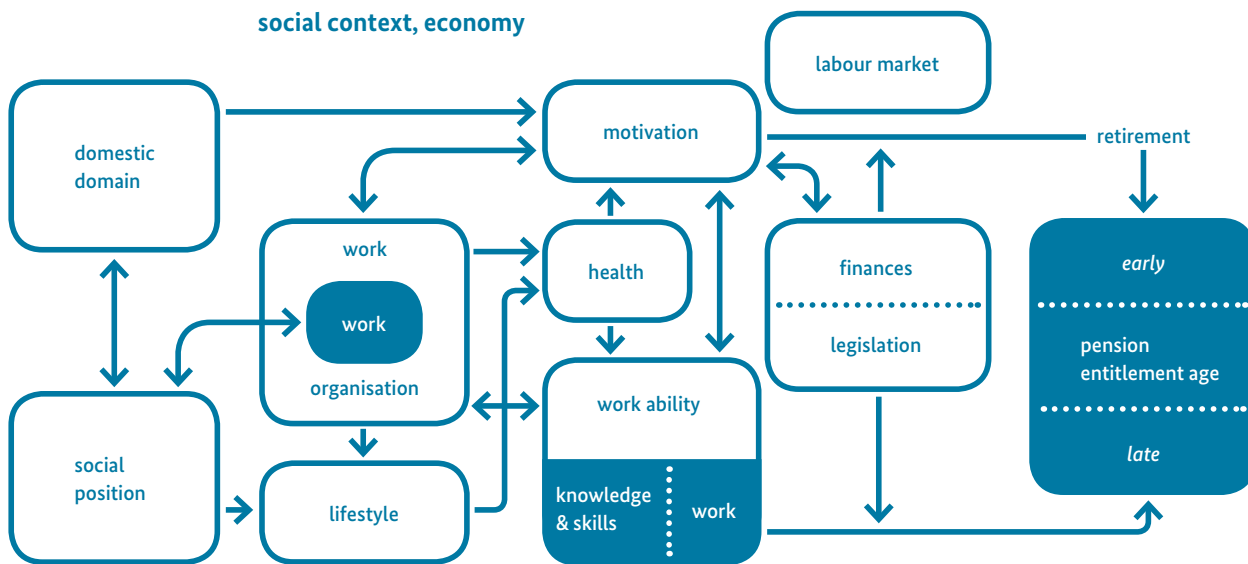 social context, economy
labour market
domestic
domain
motivation
retirement
work
work
organisation
health
finances
legislation
early
pension
entitlement age
late
social
position
lifestyle
work ability
knowledge
& skills
work